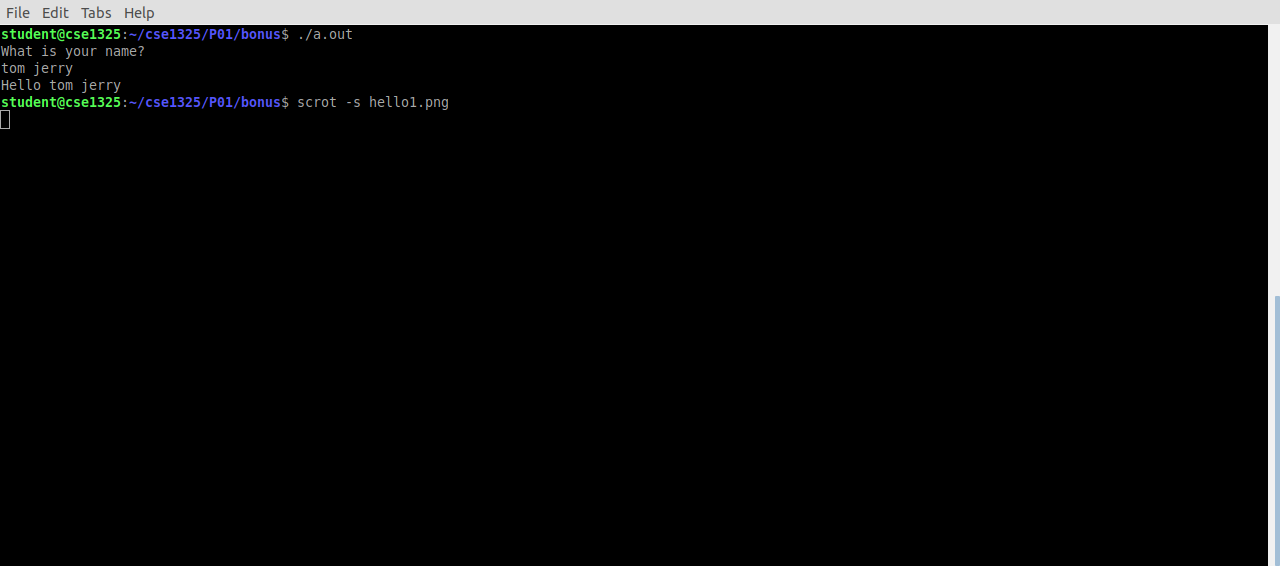 File Edit Tabs Help
student@cse1325:~/cse1325/P01/bonus$ ./a.out
What is your name?
tom jerry
Hello tom jerry
student@cse1325:~/cse1325/P01/bonus$ scrot -s hello1.png